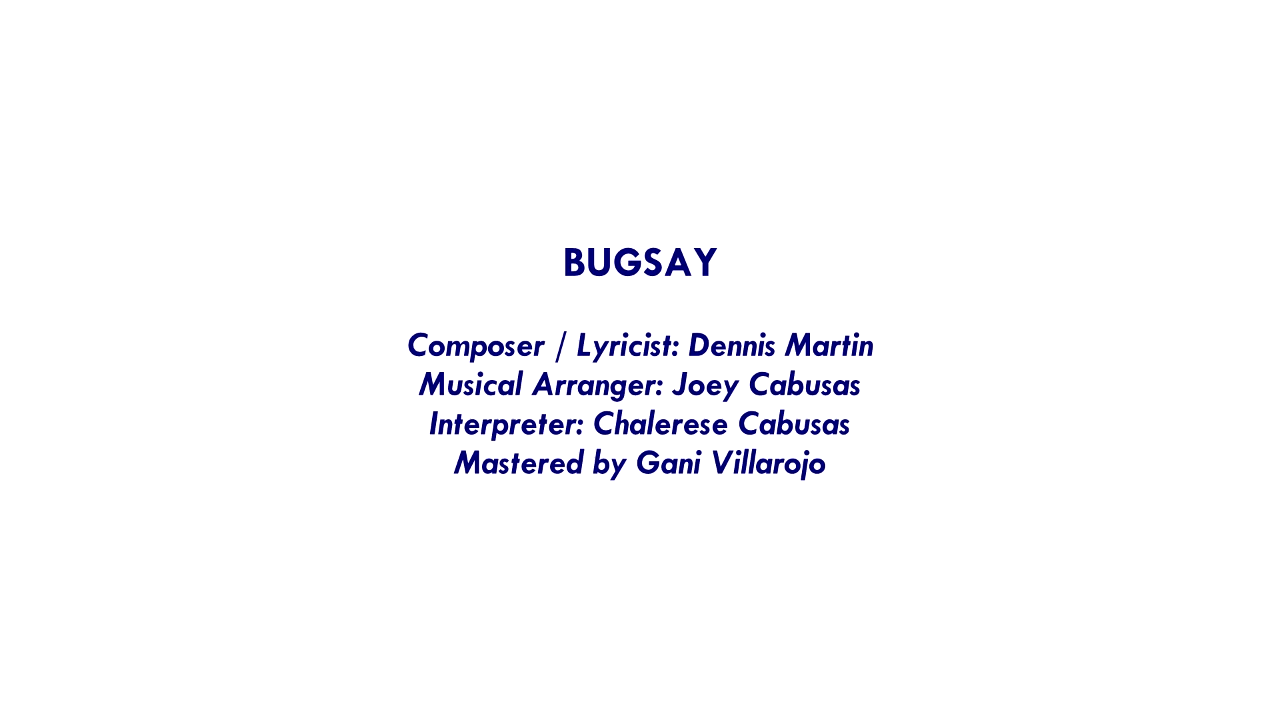 BUGSAY
Composer / Lyricist: Dennis Martin
Musical Arranger: Joey Cabusas
Interpreter: Chalerese Cabusas
Mastered by Gani Villarojo